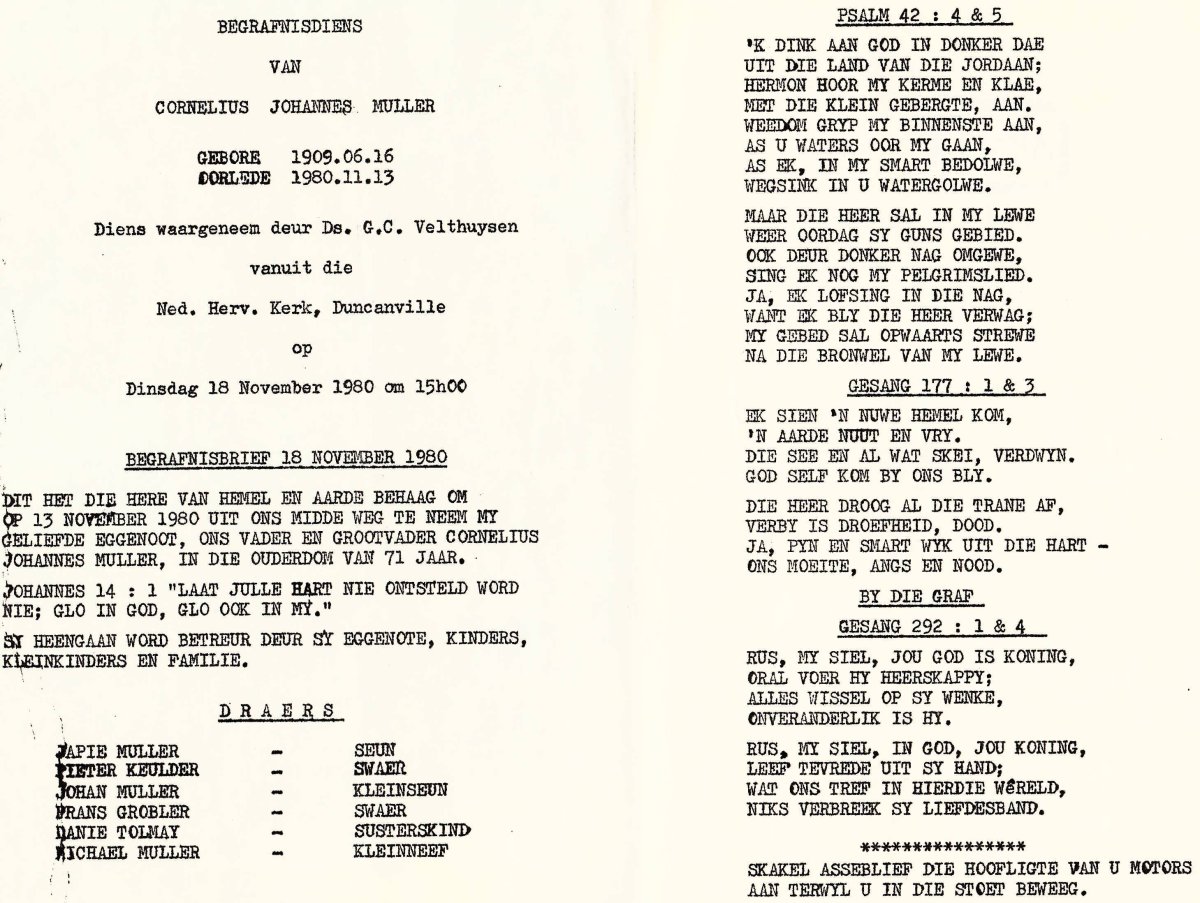 BEGRAFNISDIENS
VAN
CORNELIUS JOHANNES MULLER
GEBORE 1909.06.16
OORLEDE 1980.11.13
Diens waargeneem deur Ds. G.C. Velthuysen
vanuit die
Ned. Herv. Kerk, Duncanville
op
Dinsdag 18 November 1980 om 15h00
BEGRAFNISBRIEF 18 NOVEMBER 1980
DIT HET DIE HERE VAN HEMEL EN AARDE BEHAAG OM
OP 13 NOVEMBER 1980 UIT ONS MIDDE WEG TE NEEM MY
GELIEFDE EGGENOOT, ONS VADER EN GROOTVADER CORNELIUS
JOHANNES MULLER, IN DIE OUDERDOM VAN 71 JAAR.
JOHANNES 14 : 1 "LAAT JULLE HART NIE ONTSTELD WORD
NIE; GLO IN GOD, GLO OOK IN MY."
SY HEENGAAN WORD BETREUR DEUR SY EGGENOTE, KINDERS,
KLEINKINDERS EN FAMILIE.
D R A E R S
JAPIE MULLER - SEUN
PIETER KEULDER - SWAER
JOHAN MULLER - KLEINSEUN
FRANS GROBLER - SWAER
DANIE TOLMAY - SUSTERSKIND
MICHAEL MULLER - KLEINNEEF
PSALM 42 : 4 & 5
'K DINK AAN GOD IN DONKER DAE
UIT DIE LAND VAN DIE JORDAAN;
HERMON HOOR MY KERME EN KLAE,
MET DIE KLEIN GEBERGTE, AAN.
WEEDOM GRYP MY BINNENSTE AAN,
AS U WATERS OOR MY GAAN,
AS EK, IN MY SMART BEDOLWE,
WEGSINK IN U WATERGOLWE.
MAAR DIE HEER SAL IN MY LEWE
WEER OORDAG SY GUNS GEBIED.
OOK DEUR DONKER NAG OMGEWE,
SING EK NOG MY PELGRIMSLIED.
JA, EK LOFSING IN DIE NAG,
WANT EK BLY DIE HEER VERWAG;
MY GEBED SAL OPWAARTS STREWE
NA DIE BRONWEL VAN MY LEWE.
GESANG 177 : 1 & 3
EK SIEN 'N NUWE HEMEL KOM,
'N AARDE NUUT EN VRY.
DIE SEE EN AL WAT SKEI, VERDWYN.
GOD SELF KOM BY ONS BLY.
DIE HEER DROOG AL DIE TRANE AF,
VERBY IS DROEFHEID, DOOD.
JA, PYN EN SMART WYK UIT DIE HART -
ONS MOEITE, ANGS EN NOOD.
BY DIE GRAF
GESANG 292 : 1 & 4
RUS, MY SIEL, JOU GOD IS KONING,
ORAL VOER HY HEERSKAPPY;
ALLES WISSEL OP SY WENKE,
ONVERANDERLIK IS HY.
RUS, MY SIEL, IN GOD, JOU KONING,
LEEF TEVREDE UIT SY HAND;
WAT ONS TREF IN HIERDIE WêRELD,
NIKS VERBREEK SY LIEFDESBAND.
****************
SKAKEL ASSEBLIEF DIE HOOFLIGTE VAN U MOTORS
AAN TERWYL U IN DIE STOET BEWEEG.